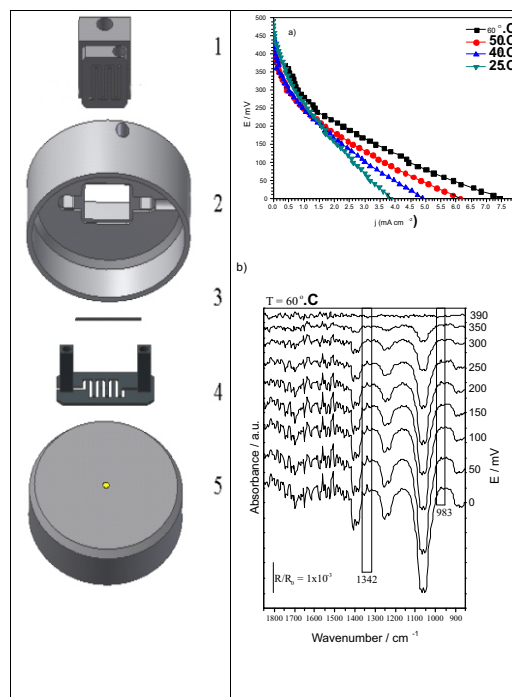 1
2
3
4
5
a)
500
450
400
350
300
250
200
150
100
50
0
E / mV
60 °.C
50.C
40.C
25.C
0.0 0.5 1.0 1.5 2.0 2.5 3.0 3.5 4.0 4.5 5.0 5.5 6.0 6.5 7.0 7.5
j (mA cm⁻²)
b)
T = 60°.C
390
350
300
250
200
150
100
50
0
Absorbance / a.u.
E / mV
983
1342
R/R₀ = 1x10⁻³
1800 1700 1600 1500 1400 1300 1200 1100 1000 900
Wavenumber / cm⁻¹